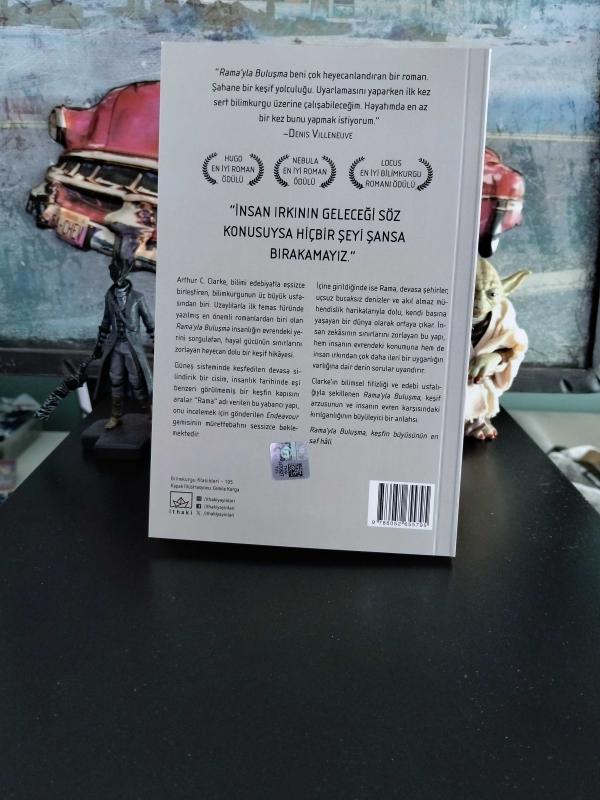 "Rama'yla Buluşma beni çok heyecanlandıran bir roman.
Şahane bir keşif yolculuğu. Uyarlamasını yaparken ilk kez
sert bilimkurgu üzerine çalışabileceğim. Hayatımda en az
bir kez bunu yapmak istiyorum."
–DENIS VILLENEUVE
HUGO
EN İYİ ROMAN
ÖDÜLÜ
NEBULA
EN İYİ ROMAN
ÖDÜLÜ
LOCUS
EN İYİ BİLİMKURGU
ROMANI ÖDÜLÜ
"İNSAN IRKININ GELECEĞİ SÖZ
KONUSUYSA HİÇBİR ŞEYİ ŞANSA
BIRAKAMAYIZ."
Arthur C. Clarke, bilimi edebiyatla eşsizce
birleştiren, bilimkurgunun üç büyük usta-
sından biri. Uzaylılarla ilk temas türünde
yazılmış en önemli romanlardan biri olan
Rama'yla Buluşma insanlığın evrendeki ye-
rini sorgulatan, hayal gücünün sınırlarını
zorlayan heyecan dolu bir keşif hikâyesi.
Güneş sisteminde keşfedilen devasa si-
lindirik bir cisim, insanlık tarihinde eşi
benzeri görülmemiş bir keşfin kapısını
aralar. "Rama" adı verilen bu yabancı yapı,
onu incelemek için gönderilen Endeavour
gemisinin mürettebatını sessizce bekle-
mektedir.
İçine girildiğinde ise Rama, devasa şehirler,
uçsuz bucaksız denizler ve akıl almaz mü-
hendislik harikalarıyla dolu, kendi başına
yaşayan bir dünya olarak ortaya çıkar. İn-
san zekâsının sınırlarını zorlayan bu yapı,
hem insanın evrendeki konumuna hem de
insan ırkından çok daha ileri bir uygarlığın
varlığına dair derin sorular uyandırır.
Clarke'ın bilimsel titizliği ve edebi ustalı-
ğıyla şekillenen Rama'yla Buluşma, keşif
arzusunun ve insanın evren karşısındaki
kırılganlığının büyüleyici bir anlatısı.
Rama'yla Buluşma, keşfin büyüsünün en
saf hâli.
Bilimkurgu Klasikleri - 105
Kapak İllüstrasyonu: Gamla Karga
ithaki
/ithakiyayinlari
/ithakiyayinlari
/ithakiyayinlari